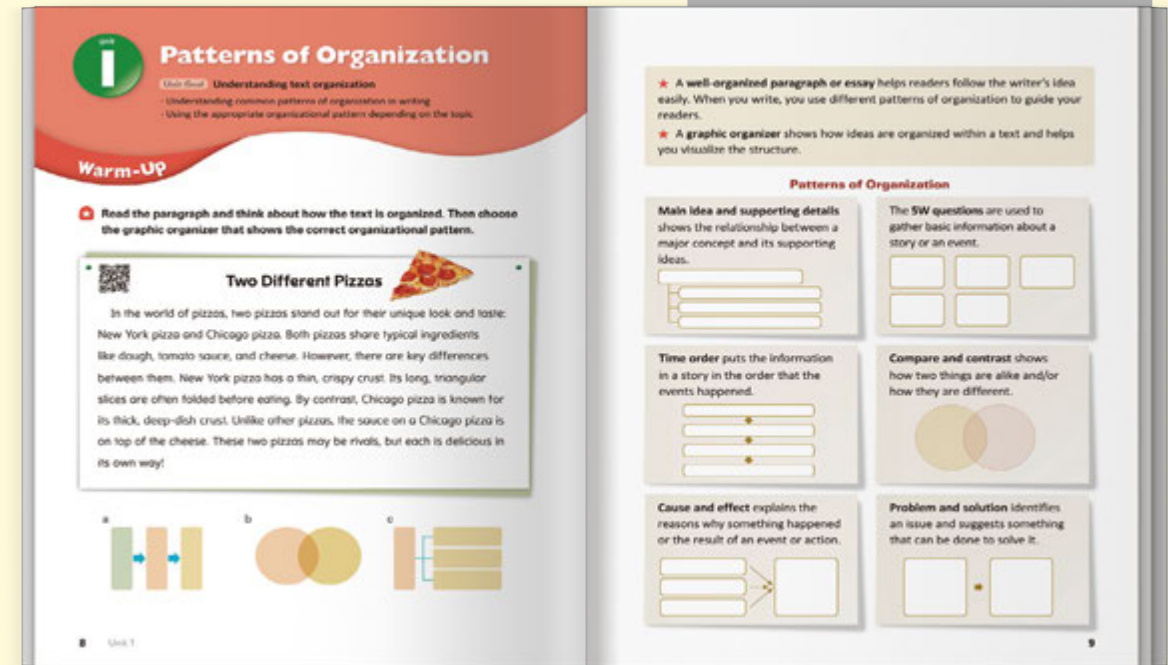 Unit
1
Patterns of Organization
Unit Goal Understanding text organization
- Understanding common patterns of organization in writing
- Using the appropriate organizational pattern depending on the topic
Warm-Up
Read the paragraph and think about how the text is organized. Then choose
the graphic organizer that shows the correct organizational pattern.
Two Different Pizzas
In the world of pizzas, two pizzas stand out for their unique look and taste:
New York pizza and Chicago pizza. Both pizzas share typical ingredients
like dough, tomato sauce, and cheese. However, there are key differences
between them. New York pizza has a thin, crispy crust. Its long, triangular
slices are often folded before eating. By contrast, Chicago pizza is known for
its thick, deep-dish crust. Unlike other pizzas, the sauce on a Chicago pizza is
on top of the cheese. These two pizzas may be rivals, but each is delicious in
its own way!
a
b
c
8 Unit 1
★ A well-organized paragraph or essay helps readers follow the writer's idea
easily. When you write, you use different patterns of organization to guide your
readers.
★ A graphic organizer shows how ideas are organized within a text and helps
you visualize the structure.
Patterns of Organization
Main idea and supporting details
shows the relationship between a
major concept and its supporting
ideas.
The 5W questions are used to
gather basic information about a
story or an event.
Time order puts the information
in a story in the order that the
events happened.
Compare and contrast shows
how two things are alike and/or
how they are different.
Cause and effect explains the
reasons why something happened
or the result of an event or action.
Problem and solution identifies
an issue and suggests something
that can be done to solve it.
9